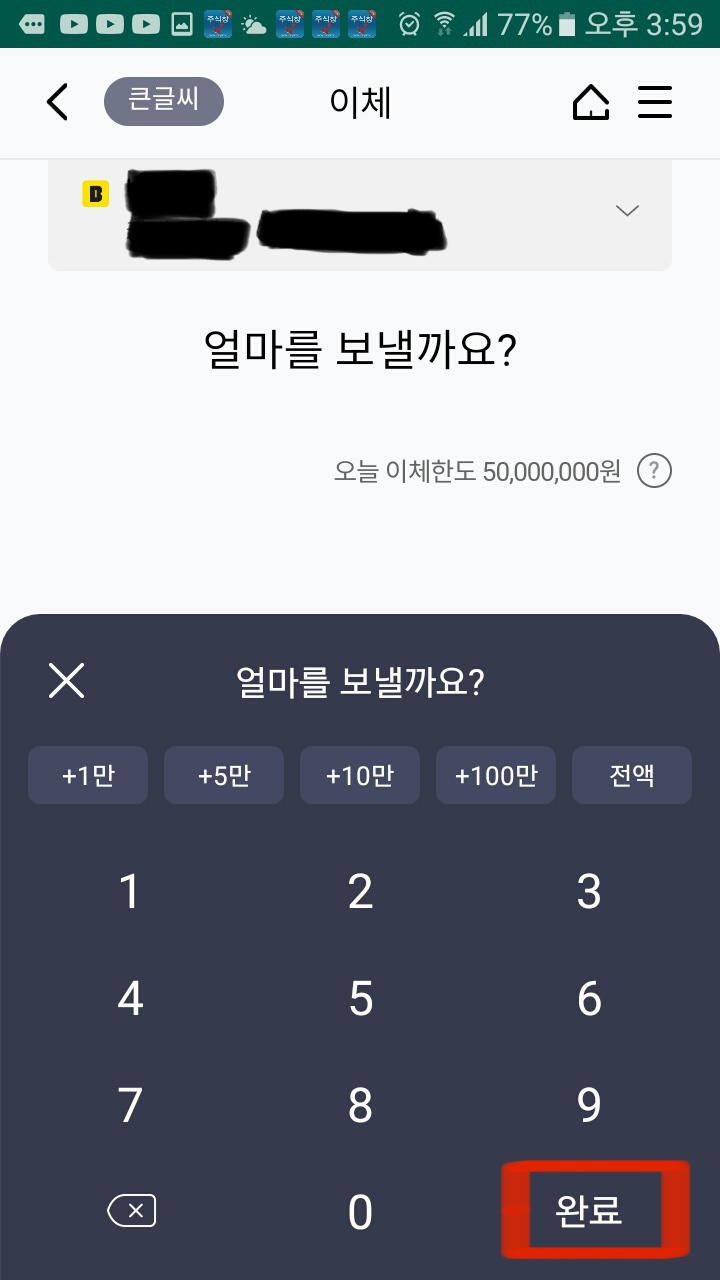 77% 오후 3:59
큰글씨 이체
B
얼마를 보낼까요?
오늘 이체한도 50,000,000원 ?
얼마를 보낼까요?
+1만 +5만 +10만 +100만 전액
1 2 3
4 5 6
7 8 9
0 완료